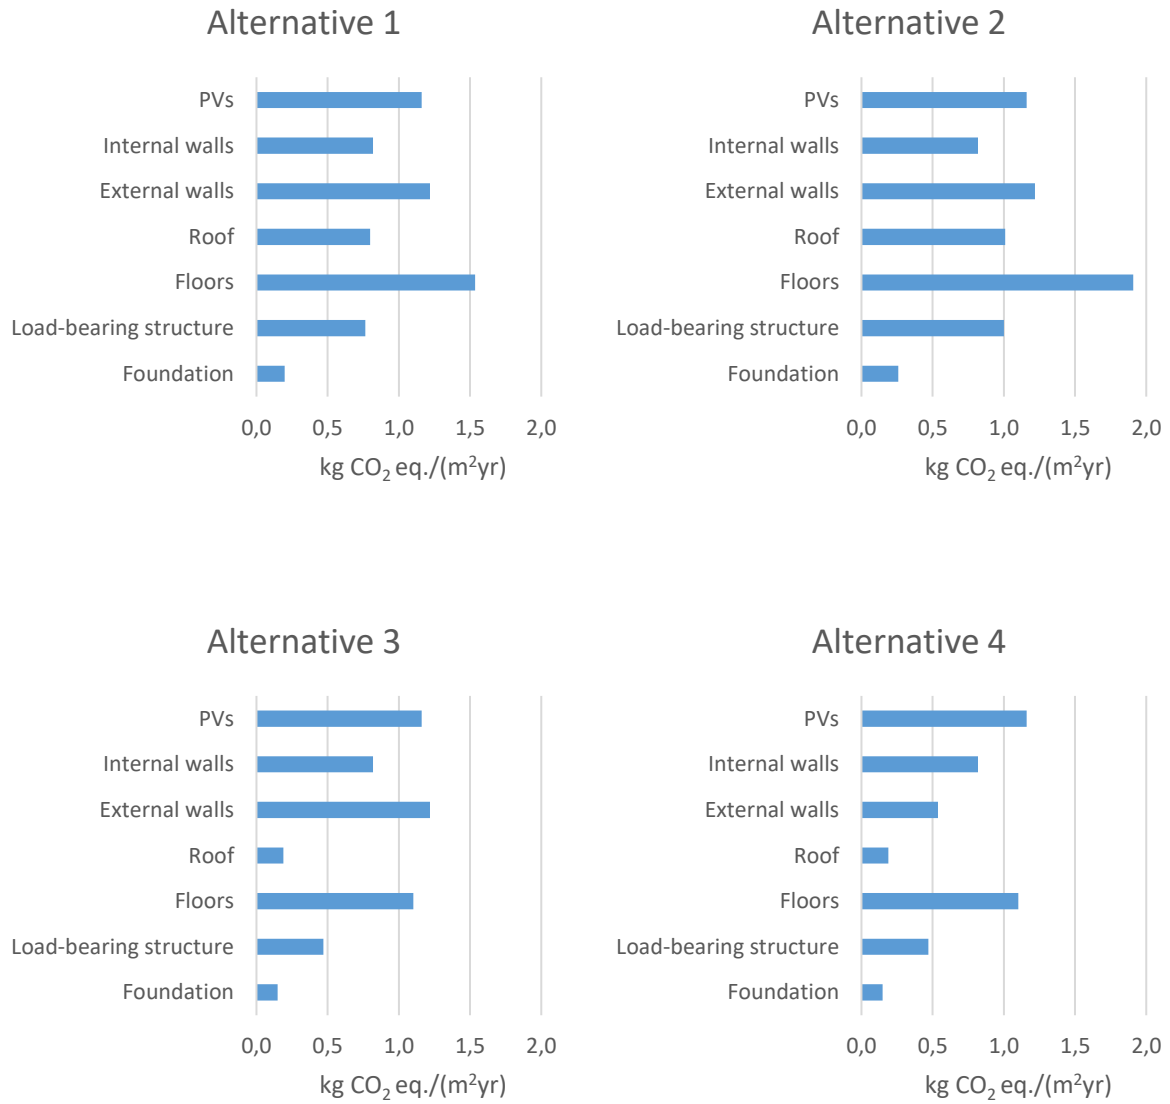 Alternative 1
PVs
Internal walls
External walls
Roof
Floors
Load-bearing structure
Foundation
0,0 0,5 1,0 1,5 2,0
kg CO₂ eq./(m²yr)
Alternative 2
PVs
Internal walls
External walls
Roof
Floors
Load-bearing structure
Foundation
0,0 0,5 1,0 1,5 2,0
kg CO₂ eq./(m²yr)
Alternative 3
PVs
Internal walls
External walls
Roof
Floors
Load-bearing structure
Foundation
0,0 0,5 1,0 1,5 2,0
kg CO₂ eq./(m²yr)
Alternative 4
PVs
Internal walls
External walls
Roof
Floors
Load-bearing structure
Foundation
0,0 0,5 1,0 1,5 2,0
kg CO₂ eq./(m²yr)